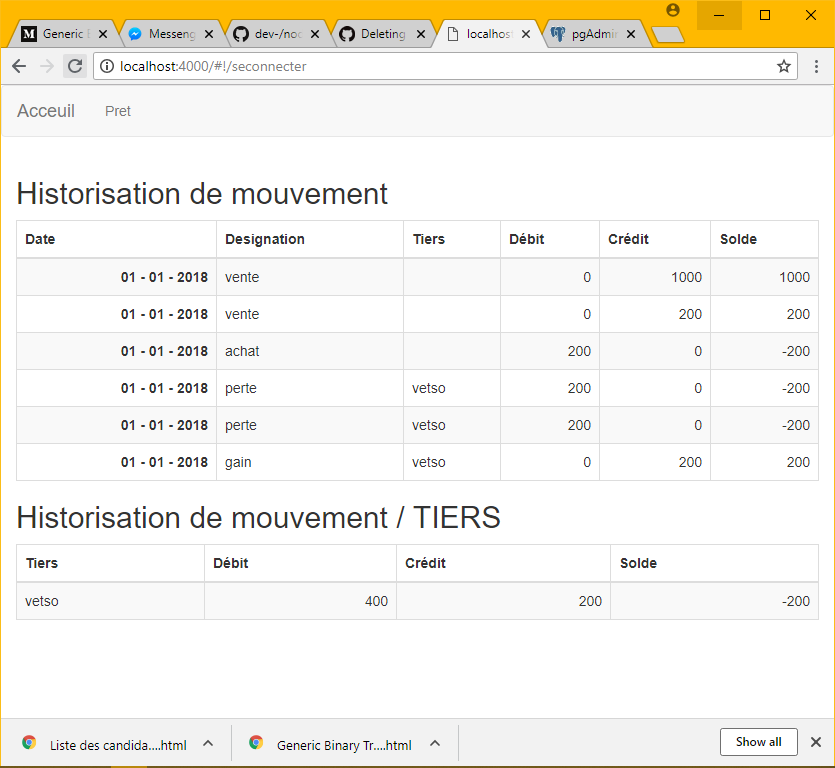 Generic B
Messeng
dev-/noc
Deleting
localhost
pgAdmin
localhost:4000/#!/seconnecter
Acceuil Pret
Historisation de mouvement
Date Designation Tiers Débit Crédit Solde
01 - 01 - 2018 vente 0 1000 1000
01 - 01 - 2018 vente 0 200 200
01 - 01 - 2018 achat 200 0 -200
01 - 01 - 2018 perte vetso 200 0 -200
01 - 01 - 2018 perte vetso 200 0 -200
01 - 01 - 2018 gain vetso 0 200 200
Historisation de mouvement / TIERS
Tiers Débit Crédit Solde
vetso 400 200 -200
Liste des candida....html
Generic Binary Tr....html
Show all